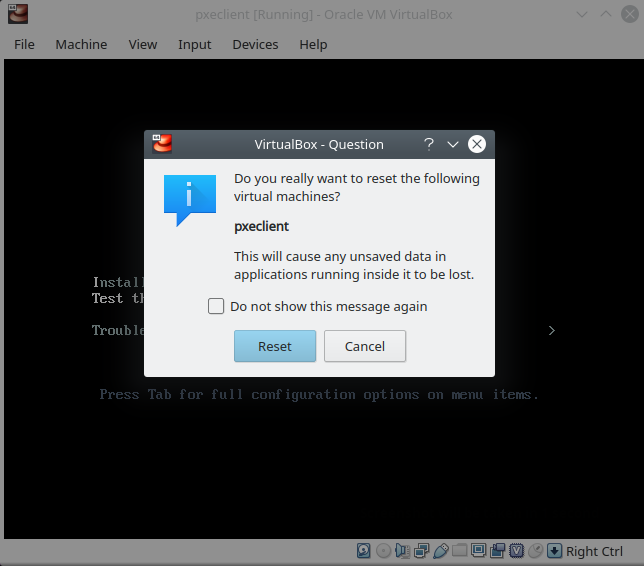 pxeclient [Running] - Oracle VM VirtualBox
File Machine View Input Devices Help
VirtualBox - Question
Do you really want to reset the following
virtual machines?
pxeclient
This will cause any unsaved data in
applications running inside it to be lost.
Do not show this message again
Reset Cancel
Install
Test th
Trouble
>
Press Tab for full configuration options on menu items.
Right Ctrl